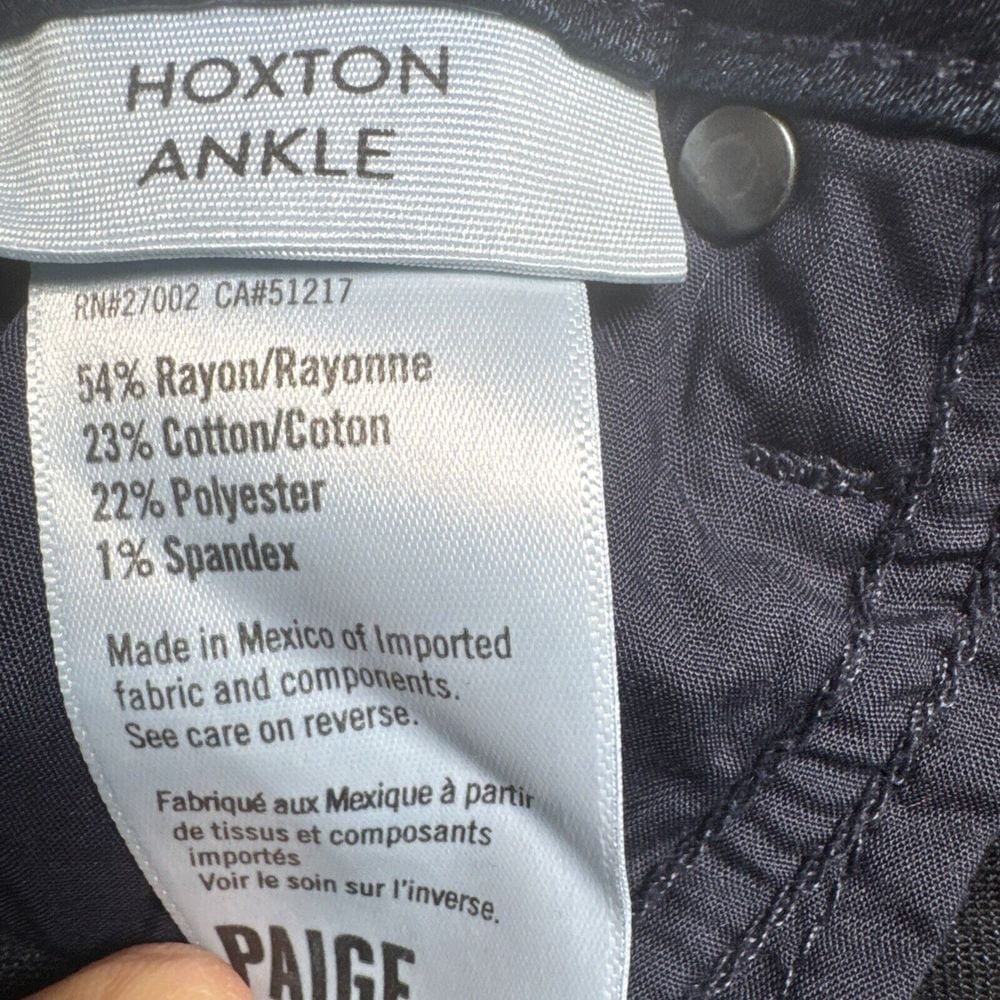 HOXTON
ANKLE
RN#27002 CA#51217
54% Rayon/Rayonne
23% Cotton/Coton
22% Polyester
1% Spandex
Made in Mexico of Imported
fabric and components.
See care on reverse.
Fabriqué aux Mexique à partir
de tissus et composants
importés
Voir le soin sur l'inverse.
PAIGE